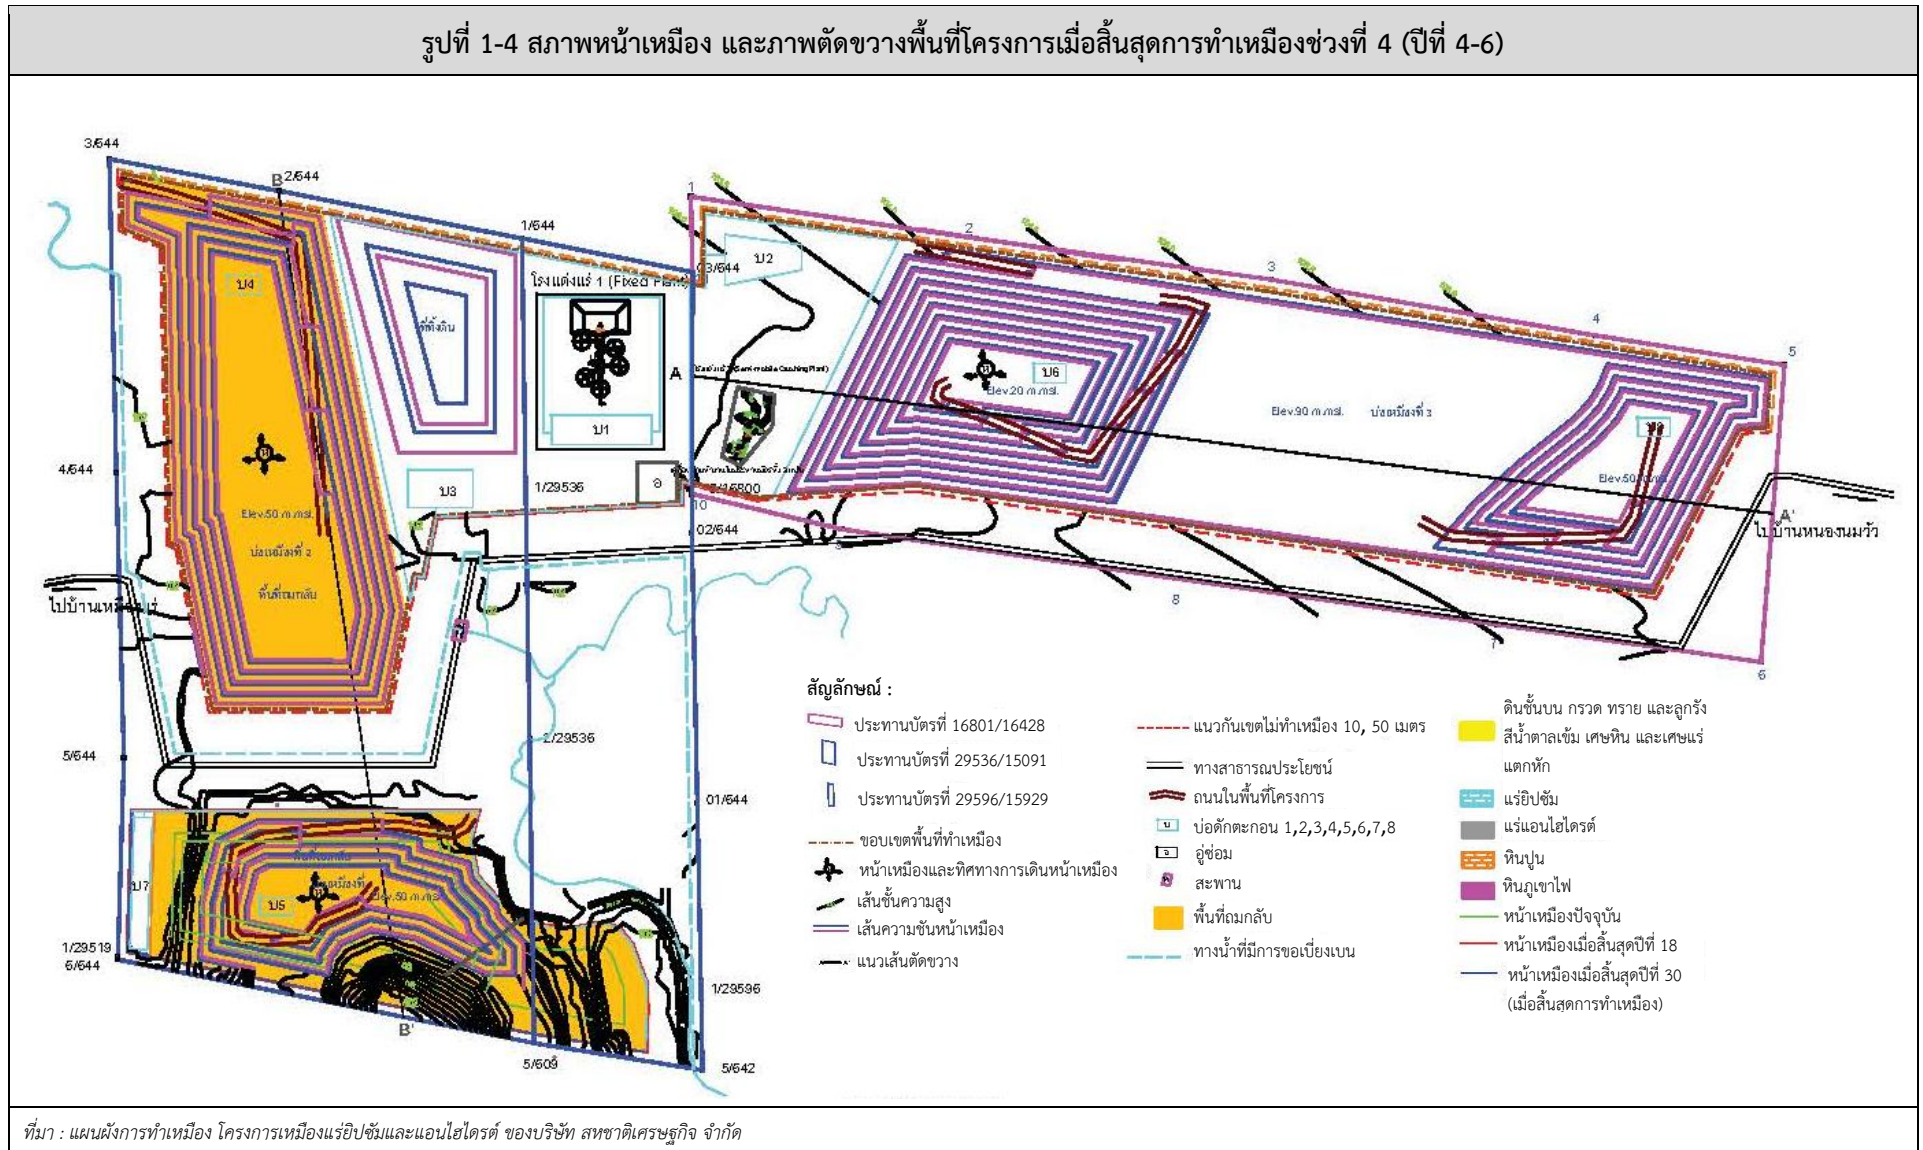 รูปที่ 1-4 สภาพหน้าเหมือง และภาพตัดขวางพื้นที่โครงการเมื่อสิ้นสุดการทำเหมืองช่วงที่ 4 (ปีที่ 4-6)
3/644
B 2/644
1/644
1
2
3
4
5
03/644
บ2
โรงแต่งแร่ 1 (Fixed Plant)
บ4
ที่ทิ้งดิน
A
บ6
Elev.20 m.msl.
Elev.90 m.msl. บ่อเหมืองที่ 3
บ1
4/644
บ3
1/29536
อ
10
02/644
Elev.50 m.msl.
บ่อเหมืองที่ 2
พื้นที่ถมกลับ
A'
ไปบ้านหนองนมวัว
8
7
6
5/644
2/29536
01/644
บ7
บ5
Elev.50 m.msl.
1/29519
6/644
B'
1/29596
5/609
5/642
สัญลักษณ์ :
ประทานบัตรที่ 16801/16428
ประทานบัตรที่ 29536/15091
ประทานบัตรที่ 29596/15929
ขอบเขตพื้นที่ทำเหมือง
หน้าเหมืองและทิศทางการเดินหน้าเหมือง
เส้นชั้นความสูง
เส้นความชันหน้าเหมือง
แนวเส้นตัดขวาง
แนวกันเขตไม่ทำเหมือง 10, 50 เมตร
ทางสาธารณประโยชน์
ถนนในพื้นที่โครงการ
บ บ่อดักตะกอน 1,2,3,4,5,6,7,8
อ อู่ซ่อม
สะพาน
พื้นที่ถมกลับ
ทางน้ำที่มีการขอเบี่ยงเบน
ดินชั้นบน กรวด ทราย และลูกรัง
สีน้ำตาลเข้ม เศษหิน และเศษแร่
แตกหัก
แร่ยิปซัม
แร่แอนไฮไดรต์
หินปูน
หินภูเขาไฟ
หน้าเหมืองปัจจุบัน
หน้าเหมืองเมื่อสิ้นสุดปีที่ 18
หน้าเหมืองเมื่อสิ้นสุดปีที่ 30
(เมื่อสิ้นสุดการทำเหมือง)
ที่มา : แผนผังการทำเหมือง โครงการเหมืองแร่ยิปซัมและแอนไฮไดรต์ ของบริษัท สหชาติเศรษฐกิจ จำกัด